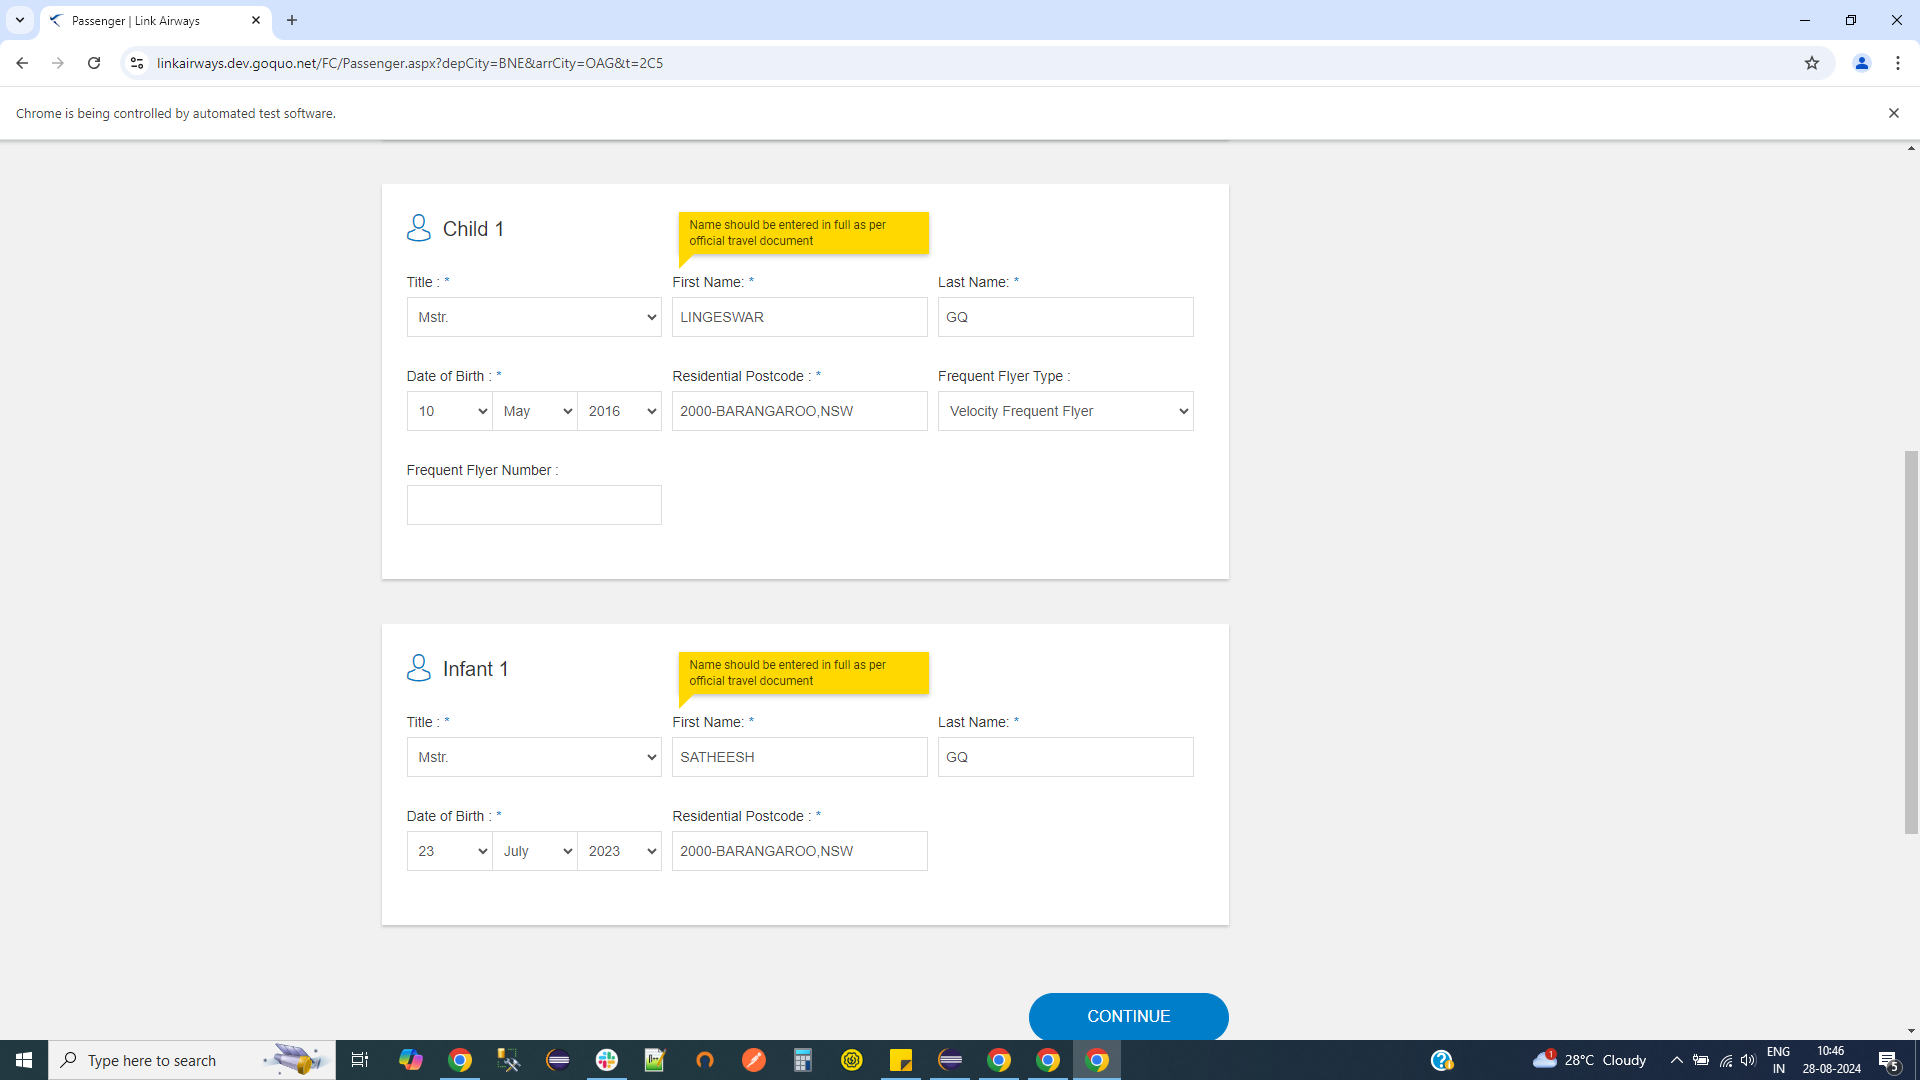 Passenger | Link Airways
linkairways.dev.goquo.net/FC/Passenger.aspx?depCity=BNE&arrCity=OAG&t=2C5
Chrome is being controlled by automated test software.
Child 1
Name should be entered in full as per
official travel document
Title : *
First Name: *
Last Name: *
Mstr.
LINGESWAR
GQ
Date of Birth : *
Residential Postcode : *
Frequent Flyer Type :
10
May
2016
2000-BARANGAROO,NSW
Velocity Frequent Flyer
Frequent Flyer Number :
Infant 1
Name should be entered in full as per
official travel document
Title : *
First Name: *
Last Name: *
Mstr.
SATHEESH
GQ
Date of Birth : *
Residential Postcode : *
23
July
2023
2000-BARANGAROO,NSW
CONTINUE
Type here to search
1
28°C Cloudy
ENG
IN
10:46
28-08-2024
5